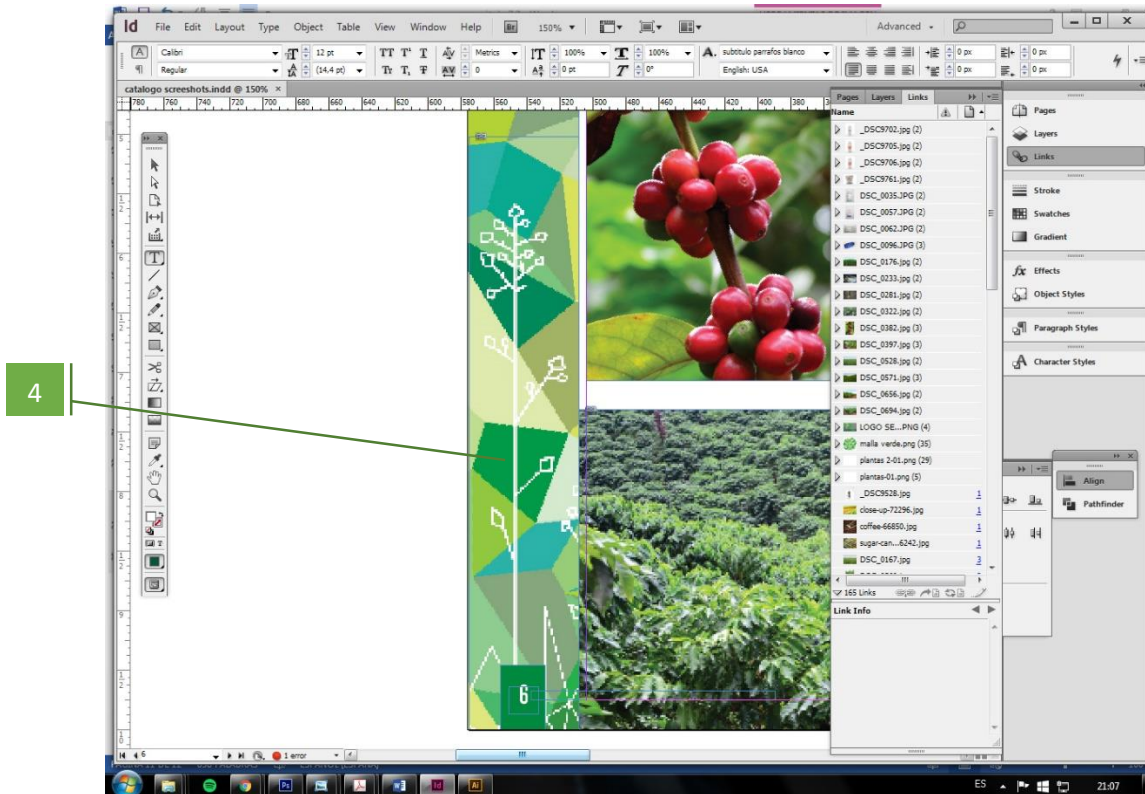 Id File Edit Layout Type Object Table View Window Help Br 150% Advanced
A Calibri 12 pt TT T¹ T Metrics 100% 100% A. subtitulo parrafos blanco 0 px 0 px
¶ Regular (14,4 pt) Tr T₁ T 0 0 pt 0° English: USA 0 px 0 px
catalogo screeshots.indd @ 150% ×
780 760 740 720 700 680 660 640 620 600 580 560 540 520 500 480 460 440 420 400 380
Pages Layers Links
Name
_DSC9702.jpg (2)
_DSC9705.jpg (2)
_DSC9706.jpg (2)
_DSC9761.jpg (2)
DSC_0035.JPG (2)
DSC_0057.JPG (2)
DSC_0062.JPG (2)
DSC_0096.JPG (3)
DSC_0176.jpg (2)
DSC_0233.jpg (2)
DSC_0281.jpg (2)
DSC_0322.jpg (2)
DSC_0382.jpg (3)
DSC_0397.jpg (3)
DSC_0528.jpg (2)
DSC_0571.jpg (3)
DSC_0656.jpg (2)
DSC_0694.jpg (2)
LOGO SE...PNG (4)
malla verde.png (35)
plantas 2-01.png (29)
plantas-01.png (5)
_DSC9528.jpg 1
close-up-72296.jpg 1
coffee-66850.jpg 1
sugar-can...6242.jpg 1
DSC_0167.jpg 3
165 Links
Link Info
Pages
Layers
Links
Stroke
Swatches
Gradient
fx Effects
Object Styles
Paragraph Styles
Character Styles
Align
Pathfinder
4
6
6 1 error
ES 21:07